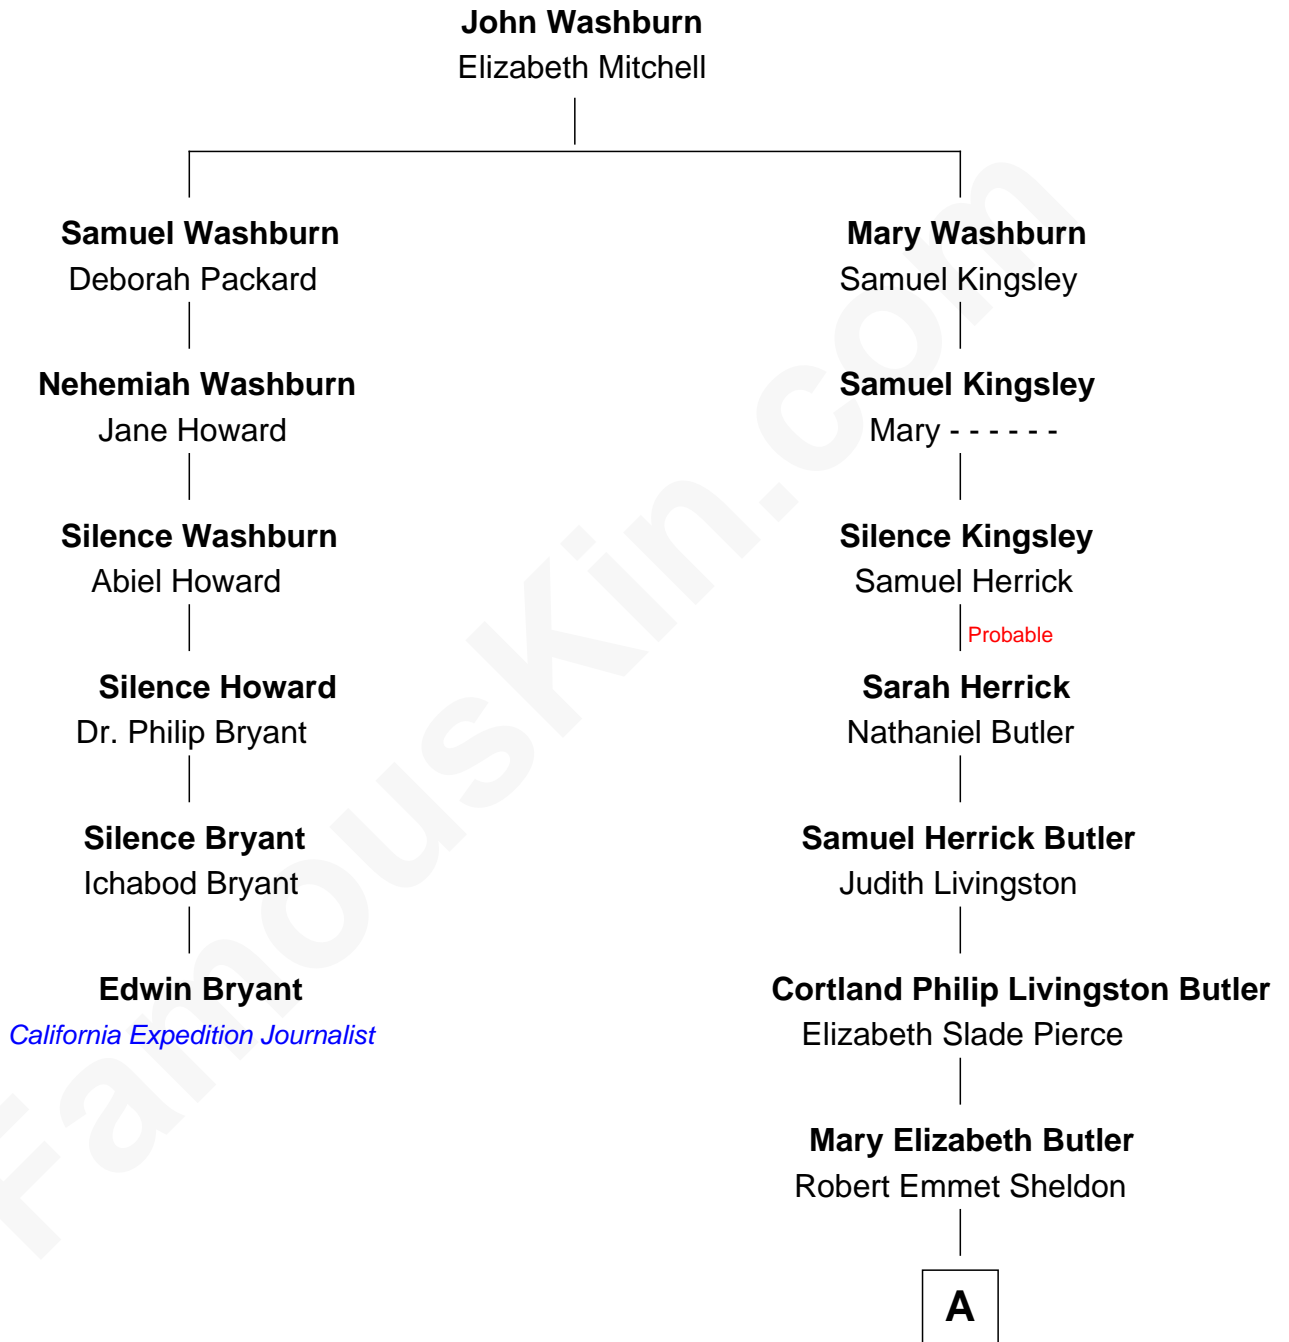 John Washburn
Elizabeth Mitchell
Samuel Washburn
Deborah Packard
Mary Washburn
Samuel Kingsley
Nehemiah Washburn
Jane Howard
Samuel Kingsley
Mary - - - - - -
Silence Washburn
Abiel Howard
Silence Kingsley
Samuel Herrick
Probable
Silence Howard
Dr. Philip Bryant
Sarah Herrick
Nathaniel Butler
Silence Bryant
Ichabod Bryant
Samuel Herrick Butler
Judith Livingston
Edwin Bryant
California Expedition Journalist
Cortland Philip Livingston Butler
Elizabeth Slade Pierce
Mary Elizabeth Butler
Robert Emmet Sheldon
A
FamousKin.com